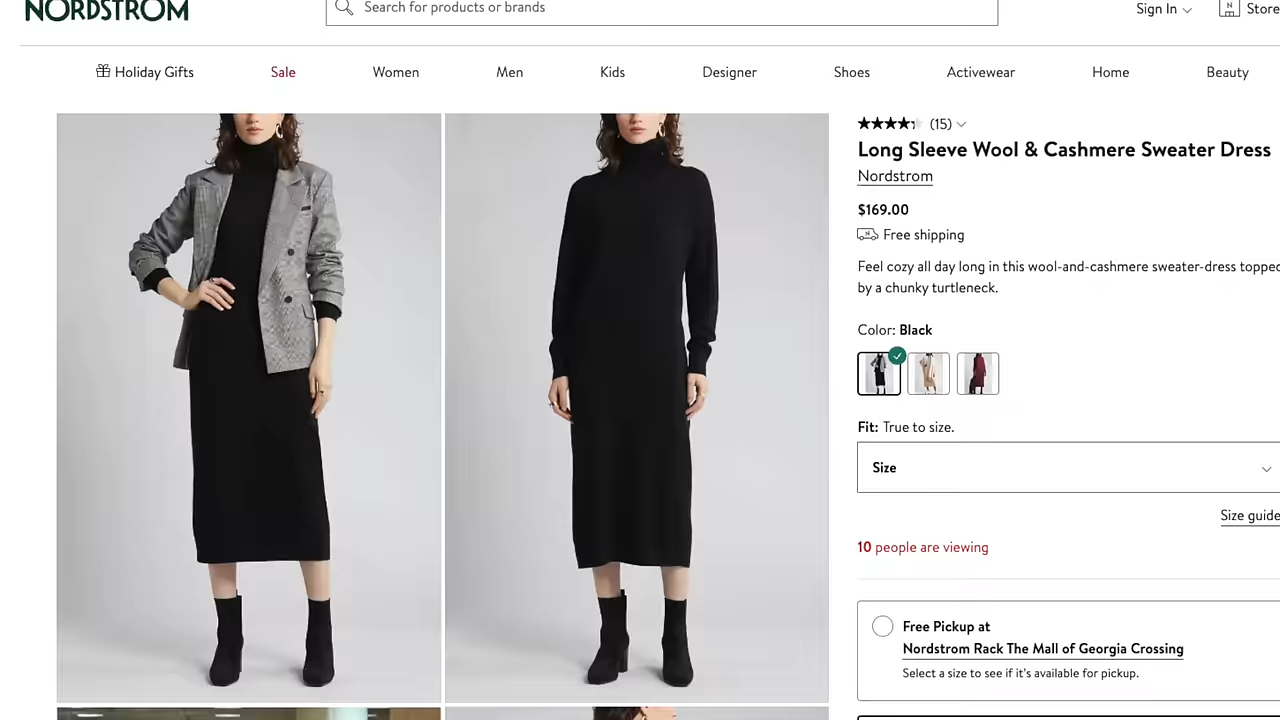 NORDSTROM
Search for products or brands
Sign In
N
Store
Holiday Gifts
Sale
Women
Men
Kids
Designer
Shoes
Activewear
Home
Beauty
(15)
Long Sleeve Wool & Cashmere Sweater Dress
Nordstrom
$169.00
N Free shipping
Feel cozy all day long in this wool-and-cashmere sweater-dress topped
by a chunky turtleneck.
Color: Black
Fit: True to size.
Size
Size guide
10 people are viewing
Free Pickup at
Nordstrom Rack The Mall of Georgia Crossing
Select a size to see if it's available for pickup.